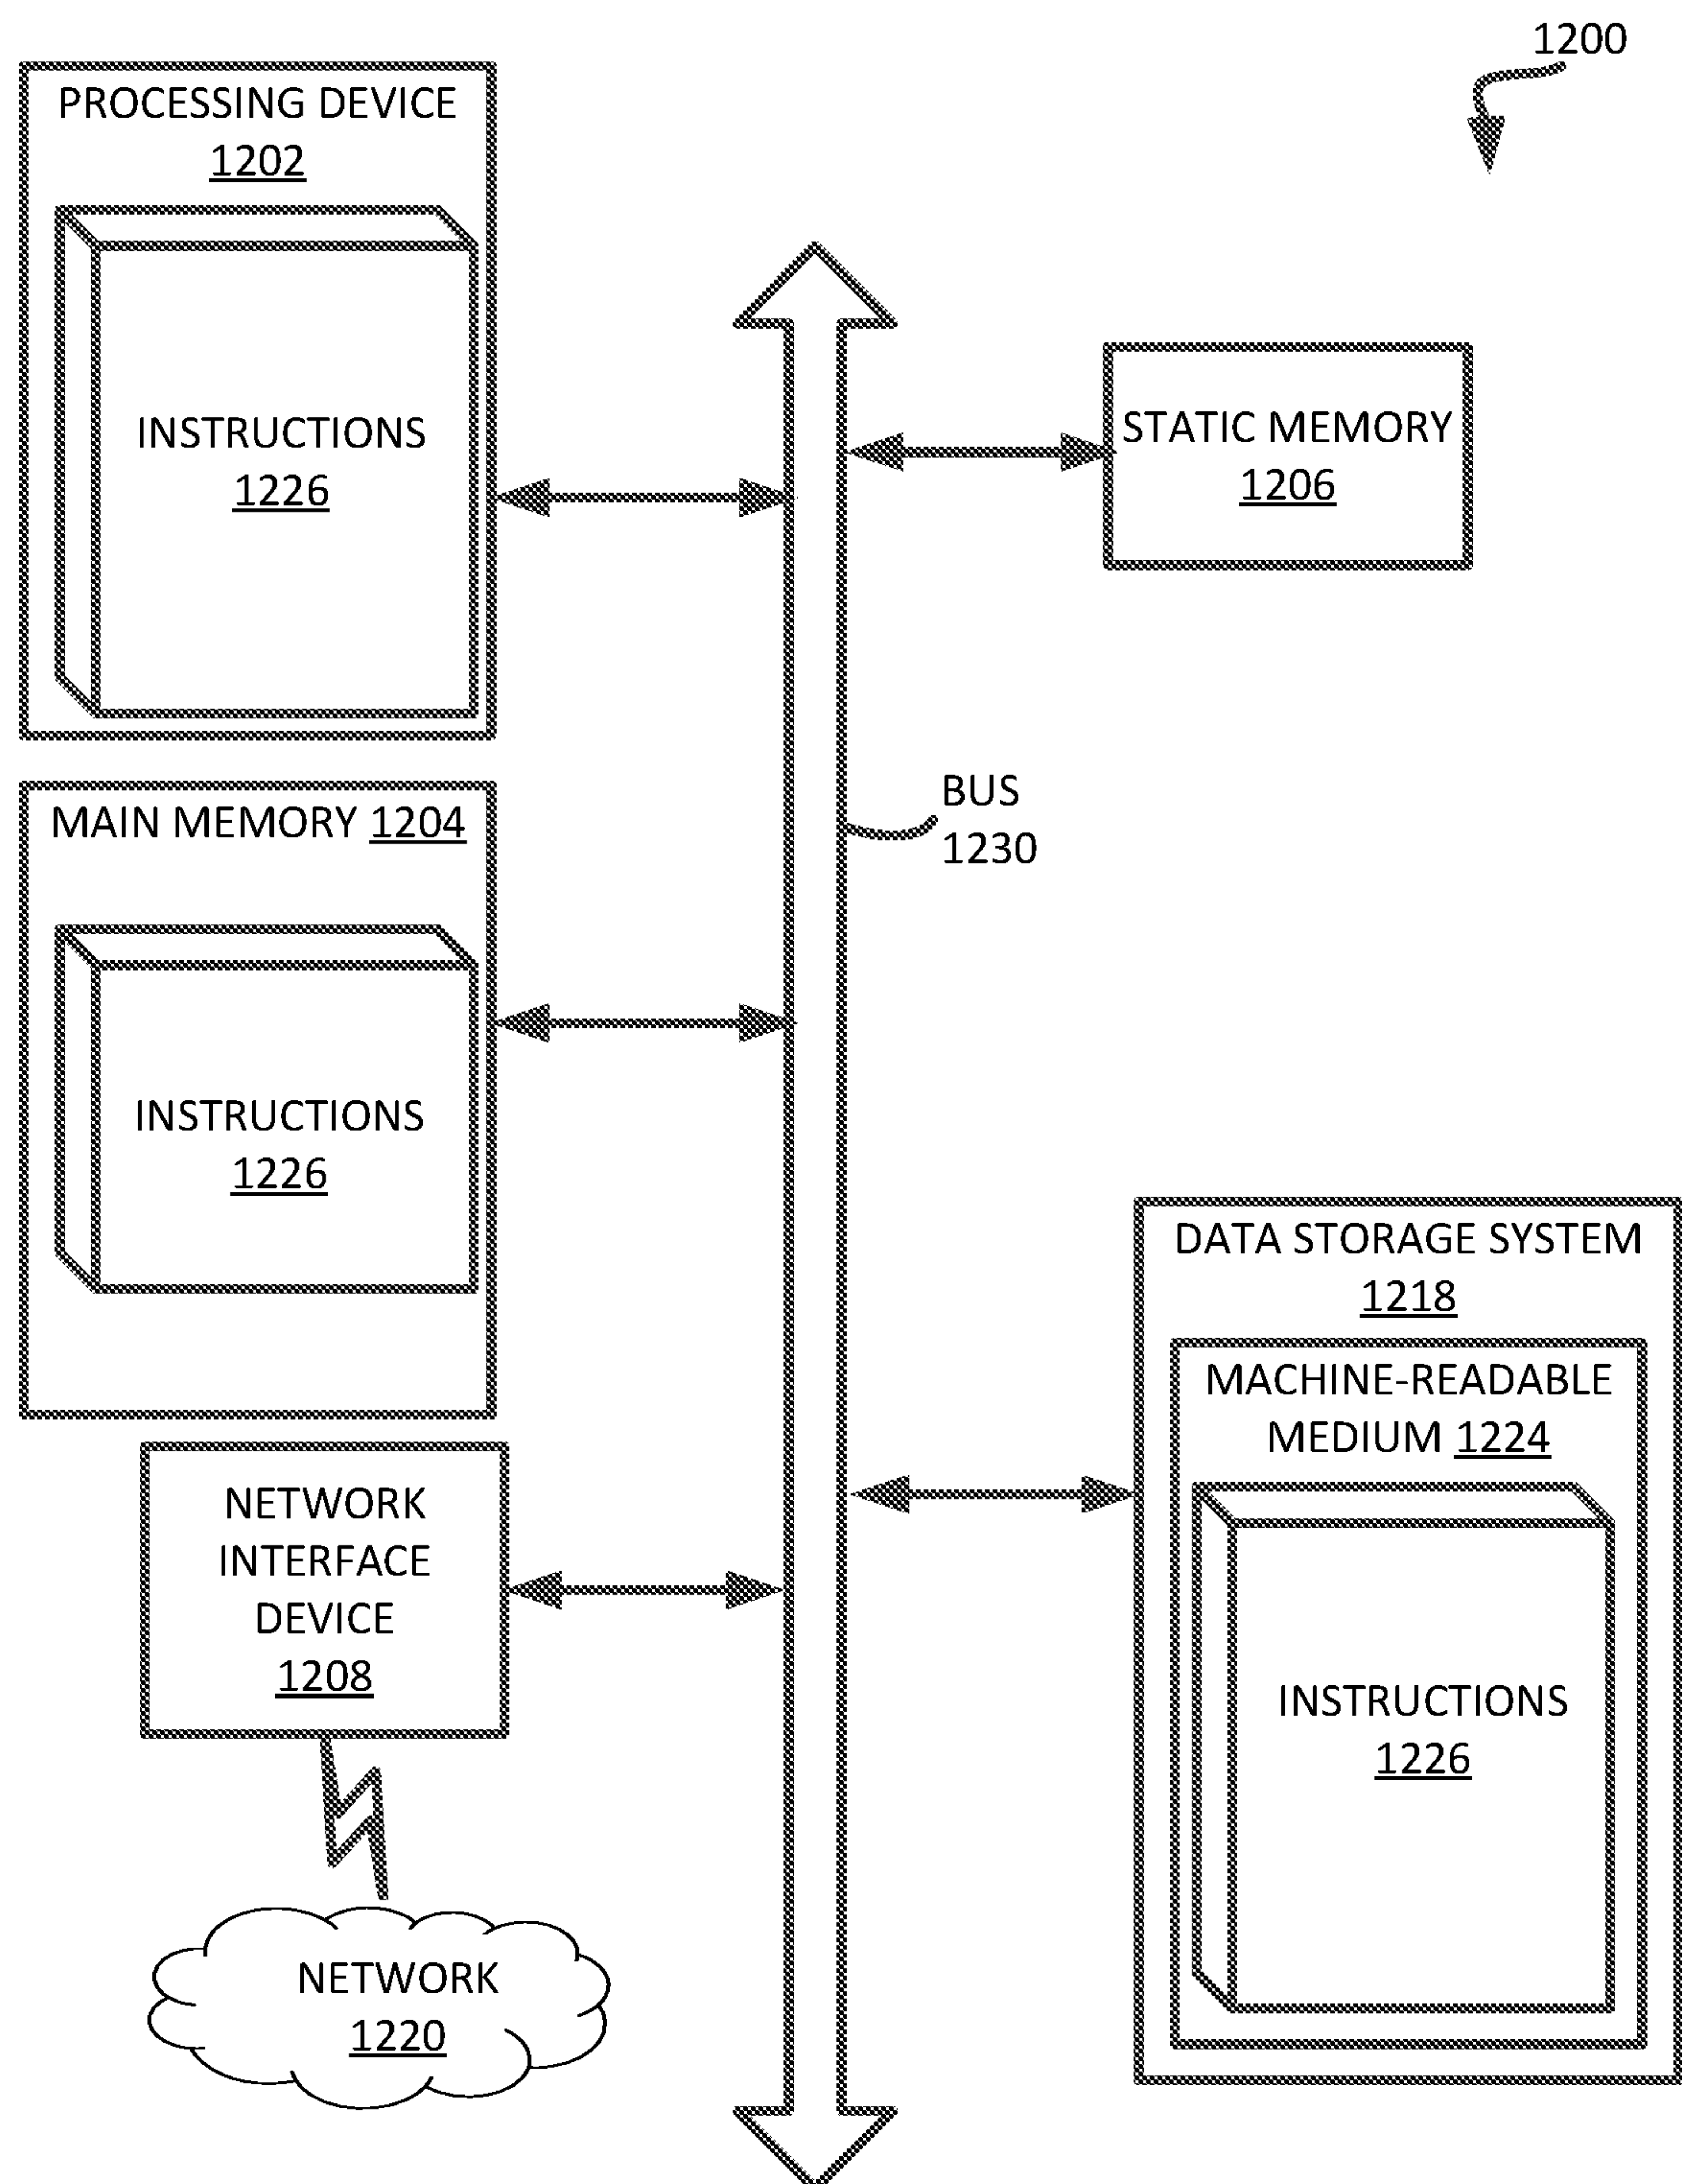 1200
PROCESSING DEVICE
1202
INSTRUCTIONS
1226
STATIC MEMORY
1206
BUS
1230
MAIN MEMORY 1204
INSTRUCTIONS
1226
DATA STORAGE SYSTEM
1218
MACHINE-READABLE
MEDIUM 1224
INSTRUCTIONS
1226
NETWORK
INTERFACE
DEVICE
1208
NETWORK
1220